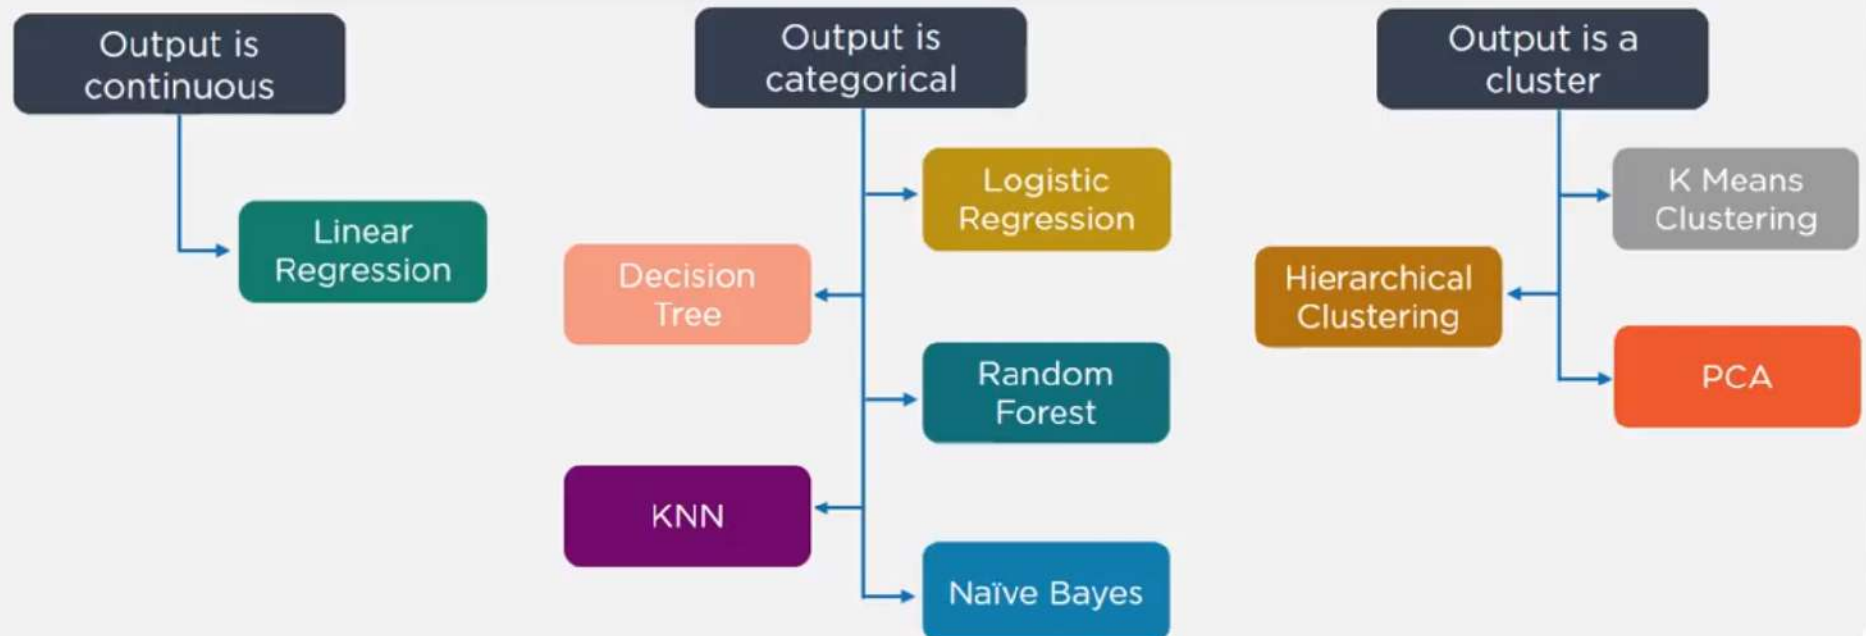 Output is
continuous
Linear
Regression
Output is
categorical
Logistic
Regression
Decision
Tree
Random
Forest
KNN
Naïve Bayes
Output is a
cluster
K Means
Clustering
Hierarchical
Clustering
PCA